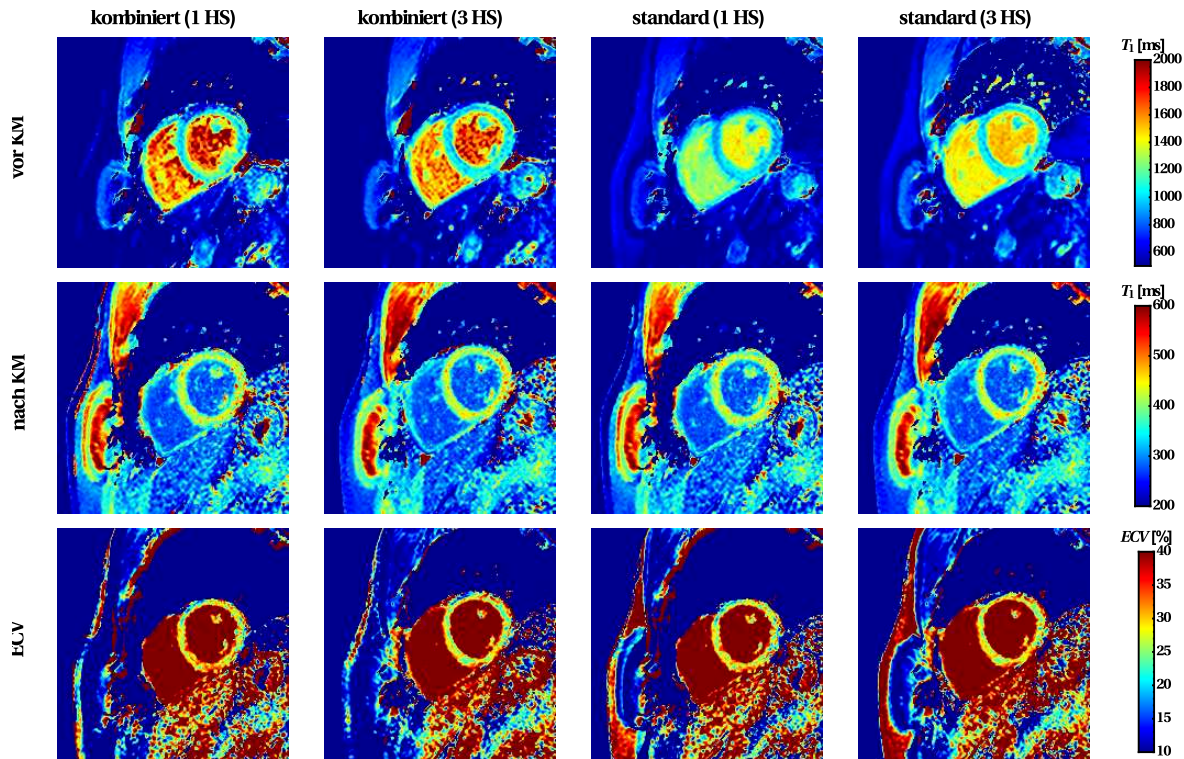 kombiniert (1 HS) kombiniert (3 HS) standard (1 HS) standard (3 HS)
vor KM
T1 [ms]
2000
1800
1600
1400
1200
1000
800
600
nach KM
T1 [ms]
600
500
400
300
200
ECV
ECV [%]
40
35
30
25
20
15
10